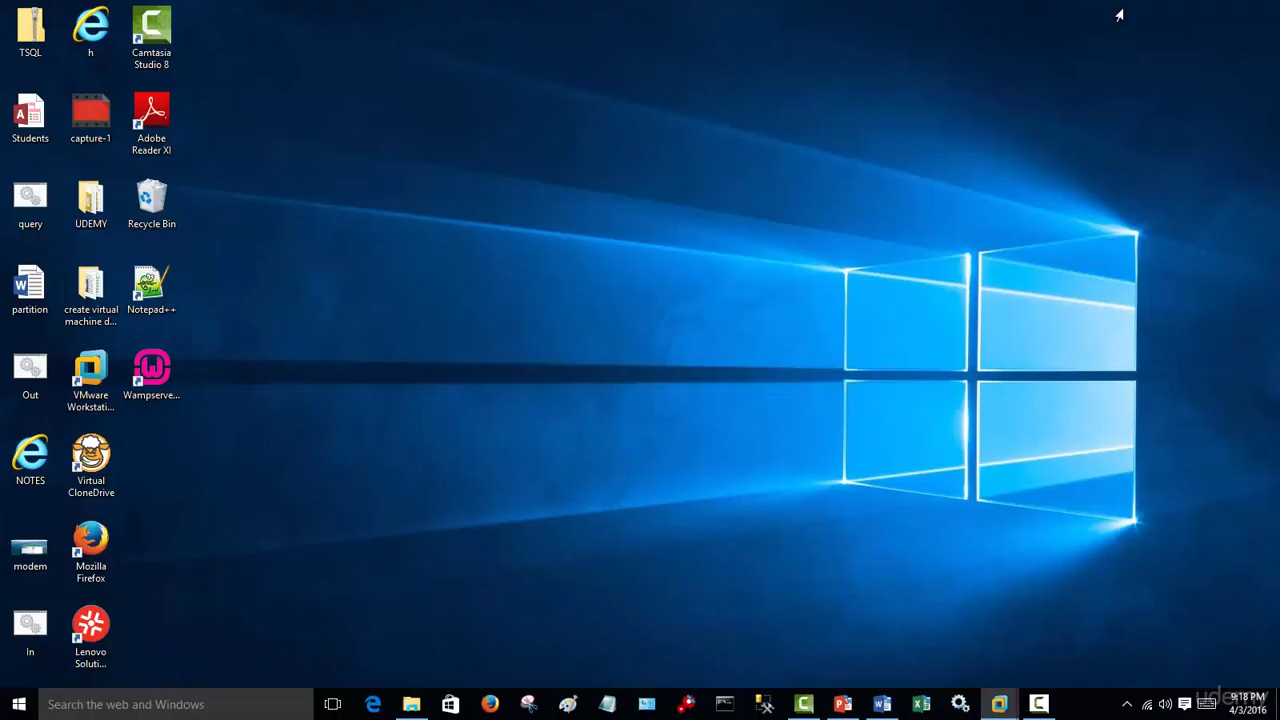 TSQL
h
Camtasia
Studio 8
Students
capture-1
Adobe
Reader XI
query
UDEMY
Recycle Bin
partition
create virtual
machine d...
Notepad++
Out
VMware
Workstati...
Wampserve...
NOTES
Virtual
CloneDrive
modem
Mozilla
Firefox
In
Lenovo
Soluti...
Search the web and Windows
9:18 PM
4/3/2016
udemy